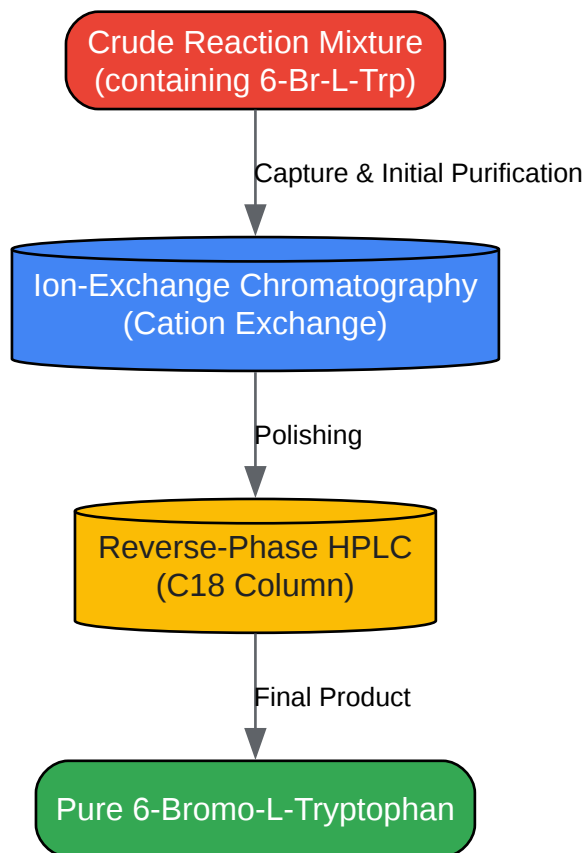 Crude Reaction Mixture
(containing 6-Br-L-Trp)
Capture & Initial Purification
Ion-Exchange Chromatography
(Cation Exchange)
Polishing
Reverse-Phase HPLC
(C18 Column)
Final Product
Pure 6-Bromo-L-Tryptophan